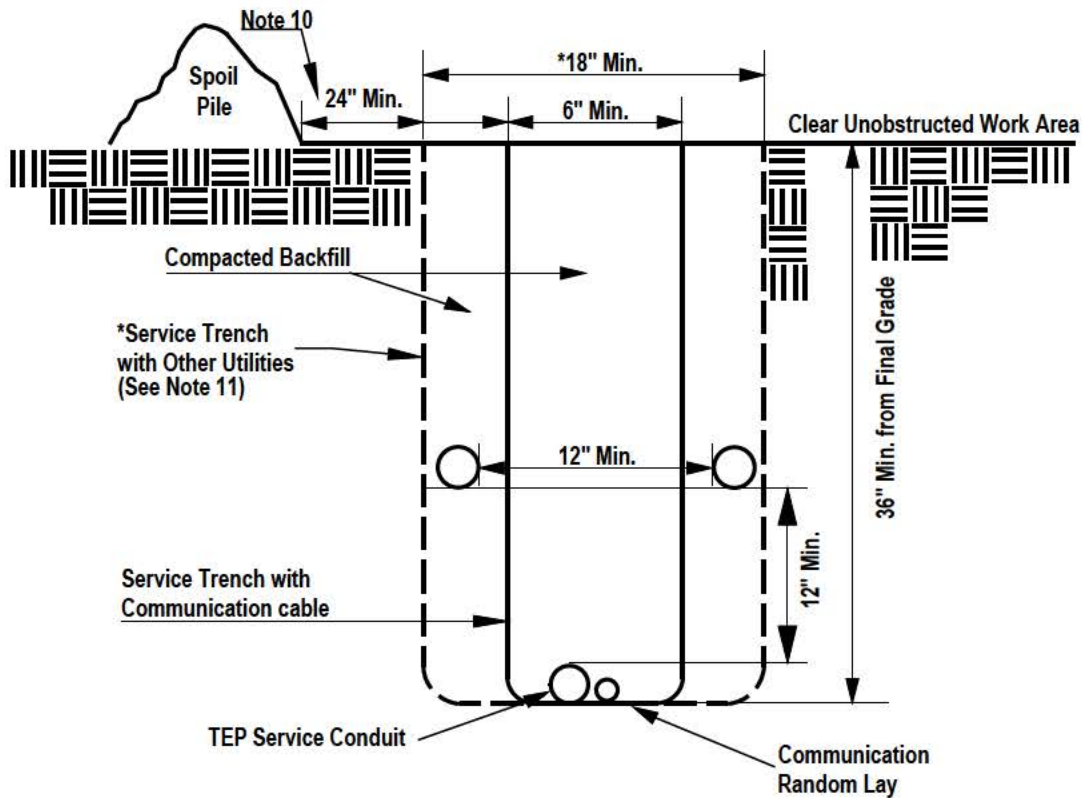 Note 10
Spoil
Pile
*18" Min.
24" Min.
6" Min.
Clear Unobstructed Work Area
Compacted Backfill
*Service Trench
with Other Utilities
(See Note 11)
12" Min.
36" Min. from Final Grade
12" Min.
Service Trench with
Communication cable
TEP Service Conduit
Communication
Random Lay